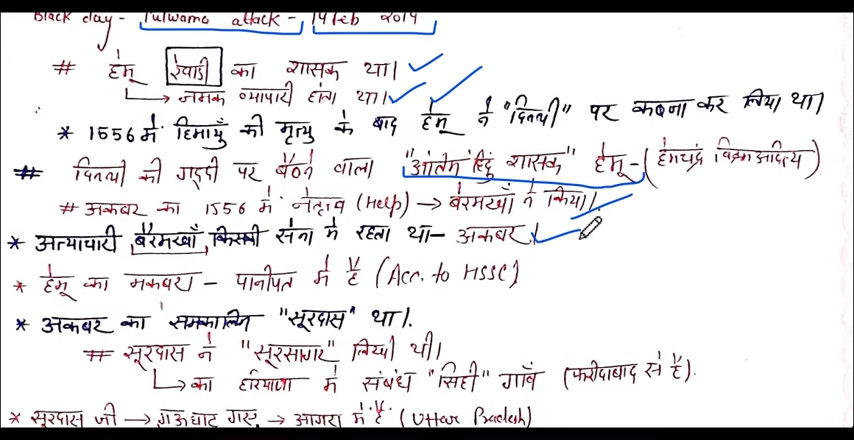 Black day - Pulwama attack - 14 Feb 2019
# हेमू रेवाड़ी का शासक था।
↳ नमक व्यापारी होता था।
* 1556 में हिमायुँ की मृत्यु के बाद हेमू ने "दिल्ली" पर कब्जा कर लिया था।
# दिल्ली की गद्दी पर बैठने वाला "अंतिम हिंदु शासक" हेमू - (हेमचंद्र विक्रमादित्य)
# अकबर का 1556 में नेतृत्व (Help) → बैरमखाँ ने किया।
* अत्याचारी बैरमखाँ किसकी सेना में रहता था - अकबर
* हेमू का मकबरा - पानीपत में है (Acc. to HSSC)
* अकबर का समकालिन "सूरदास" था।
# सूरदास ने "सूरसागर" लिखी थी।
↳ का हरियाणा में संबंध "सिही" गाँव (फरीदाबाद से है).
* सूरदास जी → गऊघाट → आगरा में है (Uttar Pradesh)